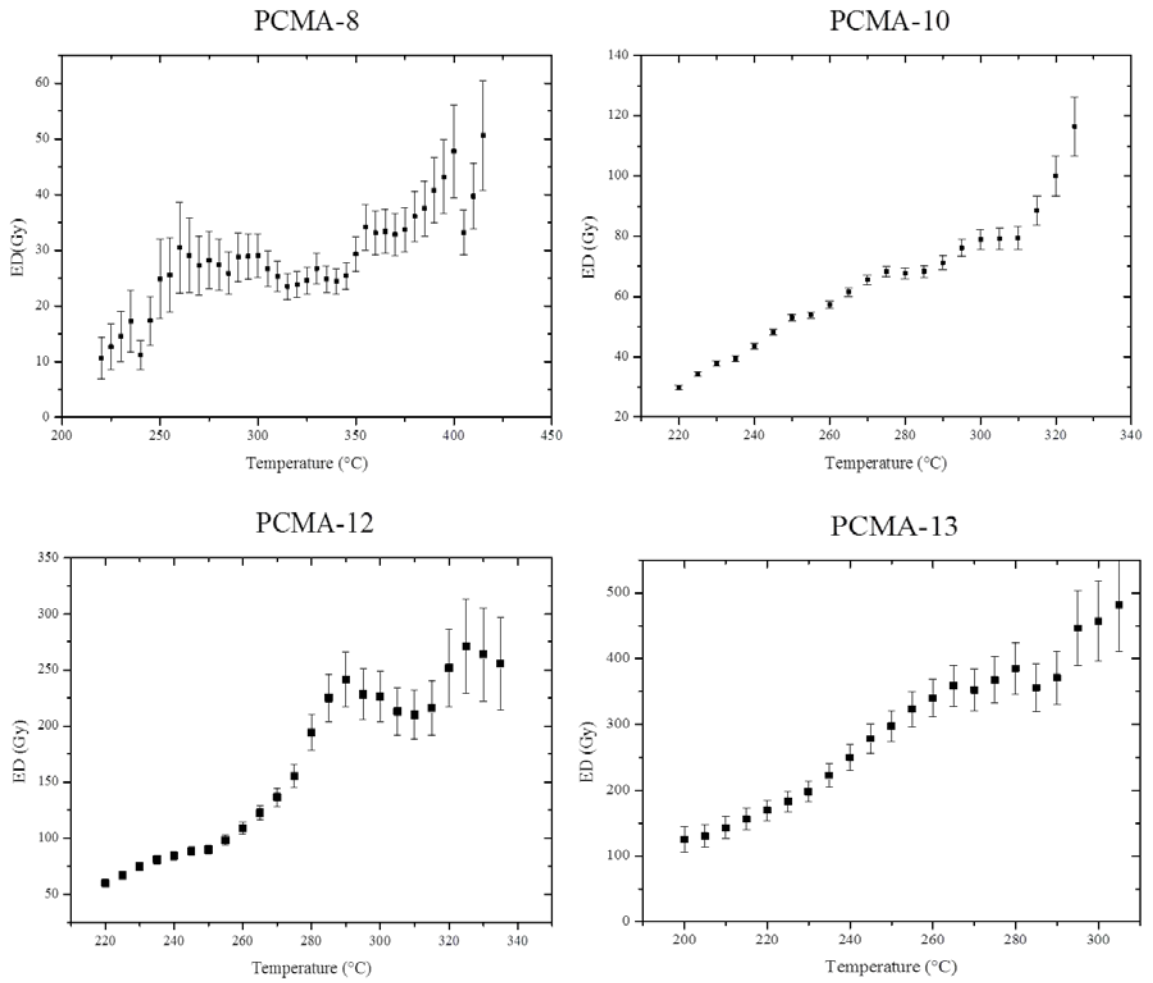 PCMA-8
60
50
40
30
20
10
0
200 250 300 350 400 450
ED(Gy)
Temperature (°C)
PCMA-10
140
120
100
80
60
40
20
220 240 260 280 300 320 340
ED (Gy)
Temperature (°C)
PCMA-12
350
300
250
200
150
100
50
220 240 260 280 300 320 340
ED (Gy)
Temperature (°C)
PCMA-13
500
400
300
200
100
0
200 220 240 260 280 300
ED (Gy)
Temperature (°C)